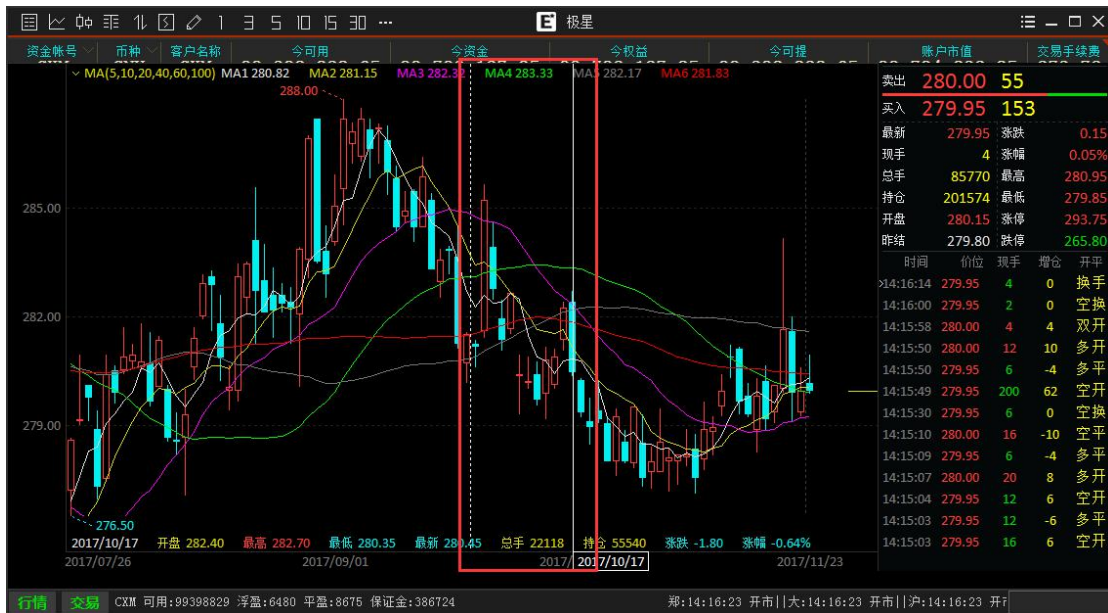 1 3 5 10 15 30 ··· E 极星
资金帐号 币种 客户名称 今可用 今资金 今权益 今可提 账户市值 交易手续费
MA(5,10,20,40,60,100) MA1 280.82 MA2 281.15 MA3 282.32 MA4 283.33 MA5 282.17 MA6 281.83
288.00
285.00
282.00
279.00
276.50
2017/10/17 开盘 282.40 最高 282.70 最低 280.35 最新 280.45 总手 22118 持仓 55540 涨跌 -1.80 涨幅 -0.64%
2017/07/26 2017/09/01 2017/ 2017/10/17 2017/11/23
卖出 280.00 55
买入 279.95 153
最新 279.95 涨跌 0.15
现手 4 涨幅 0.05%
总手 85770 最高 280.95
持仓 201574 最低 279.85
开盘 280.15 涨停 293.75
昨结 279.80 跌停 265.80
时间 价位 现手 增仓 开平
14:16:14 279.95 4 0 换手
14:16:00 279.95 2 0 空换
14:15:58 280.00 4 4 双开
14:15:50 280.00 12 10 多开
14:15:50 279.95 6 -4 多平
14:15:49 279.95 200 62 空开
14:15:30 279.95 6 0 空换
14:15:10 280.00 16 -10 空平
14:15:09 279.95 6 -4 多平
14:15:07 280.00 20 8 多开
14:15:04 279.95 12 6 空开
14:15:03 279.95 12 -6 多平
14:15:03 279.95 16 6 空开
行情 交易 CXM 可用:99398829 浮盈:6480 平盈:8675 保证金:386724 郑:14:16:23 开市||大:14:16:23 开市||沪:14:16:23 开